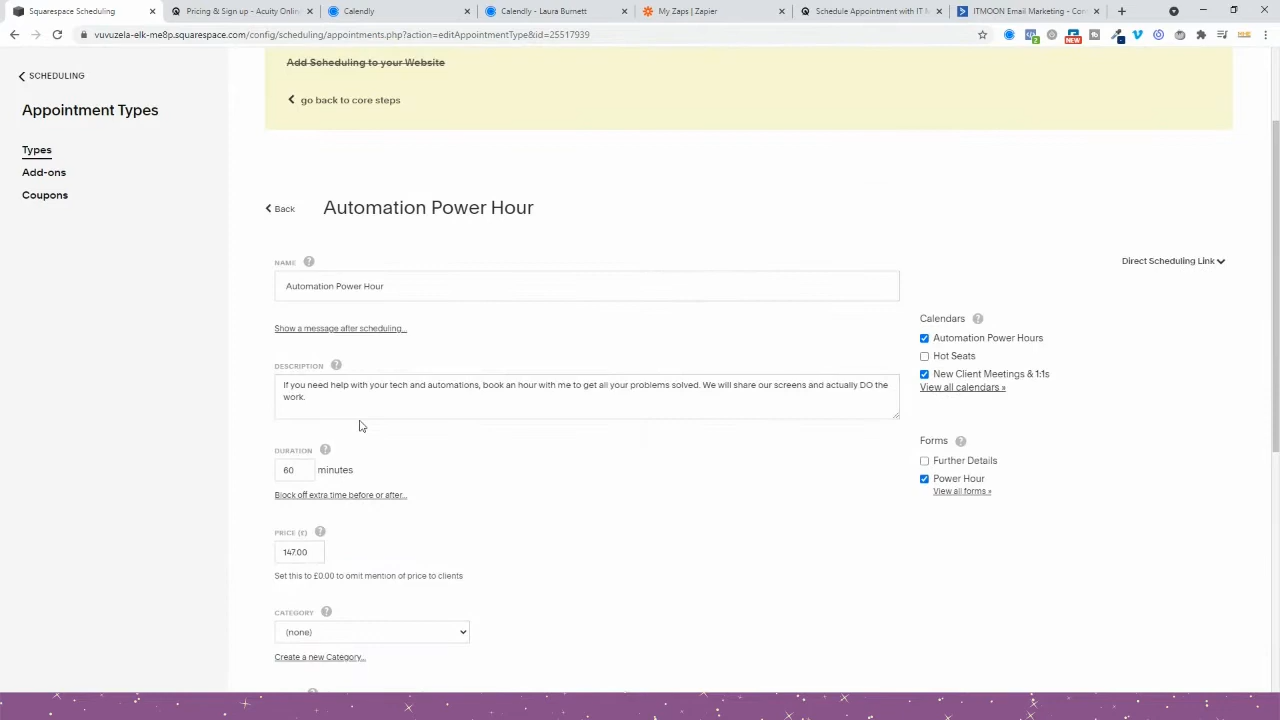 Squarespace Scheduling
Pricing & Sign up – Acuity Onlin
Calendly
Calendly - Laura Burnett
My Zaps | Zapier
Schedule Appointment with IT M
ITMOON Email Marketing - Con
vuvuzela-elk-me8p.squarespace.com/config/scheduling/appointments.php?action=editAppointmentType&id=25517939
NEW
SCHEDULING
Appointment Types
Types
Add-ons
Coupons
Add Scheduling to your Website
go back to core steps
Back
Automation Power Hour
NAME
Automation Power Hour
Show a message after scheduling...
DESCRIPTION
If you need help with your tech and automations, book an hour with me to get all your problems solved. We will share our screens and actually DO the
work.
DURATION
60 minutes
Block off extra time before or after...
PRICE (£)
147.00
Set this to £0.00 to omit mention of price to clients
CATEGORY
(none)
Create a new Category...
Direct Scheduling Link
Calendars
Automation Power Hours
Hot Seats
New Client Meetings & 1:1s
View all calendars »
Forms
Further Details
Power Hour
View all forms »